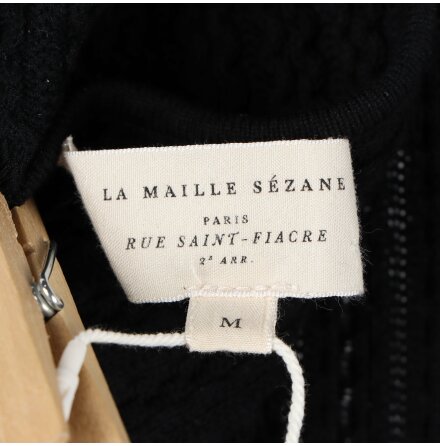 LA MAILLE SÉZANE
PARIS
RUE SAINT-FIACRE
2ᵉ ARR.
M